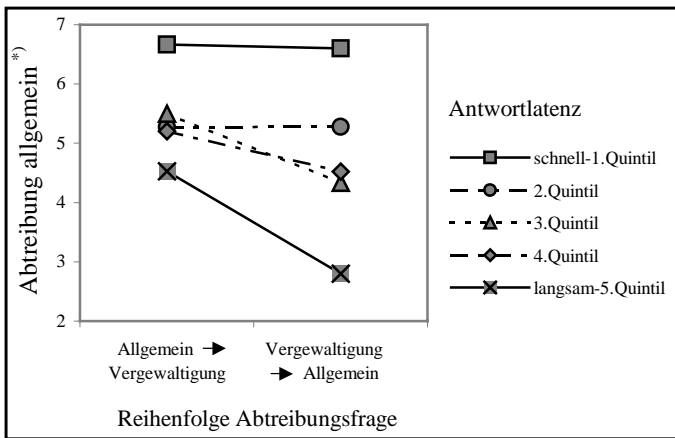 7
6
5
4
3
2
Abtreibung allgemein *)
Allgemein → Vergewaltigung
Vergewaltigung → Allgemein
Reihenfolge Abtreibungsfrage
Antwortlatenz
schnell-1.Quintil
2.Quintil
3.Quintil
4.Quintil
langsam-5.Quintil